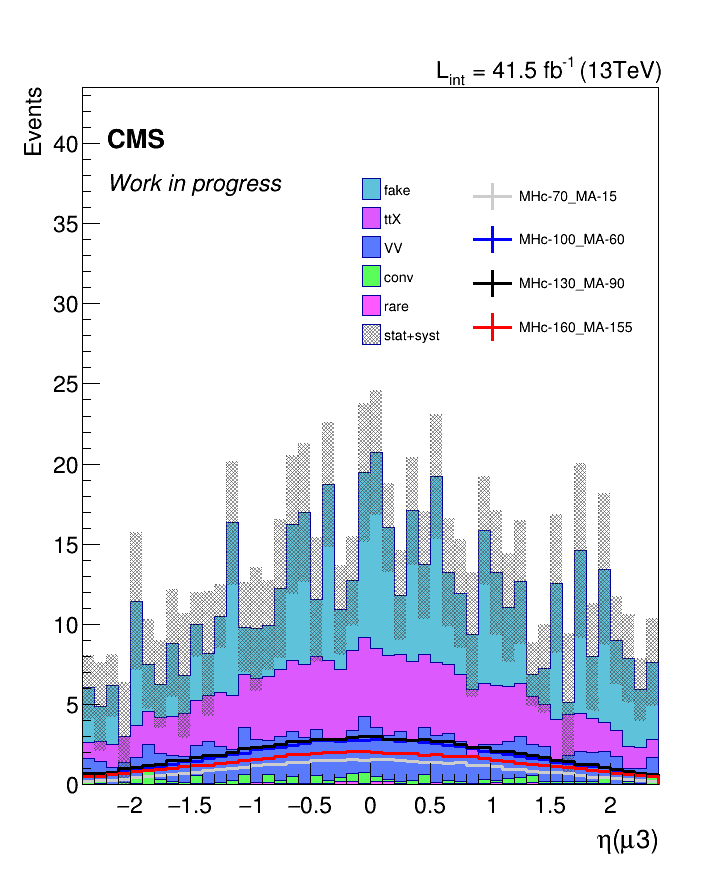 L_int = 41.5 fb^-1 (13TeV)
Events
CMS
Work in progress
fake
ttX
VV
conv
rare
stat+syst
MHc-70_MA-15
MHc-100_MA-60
MHc-130_MA-90
MHc-160_MA-155
40
35
30
25
20
15
10
5
0
−2 −1.5 −1 −0.5 0 0.5 1 1.5 2
η(μ3)